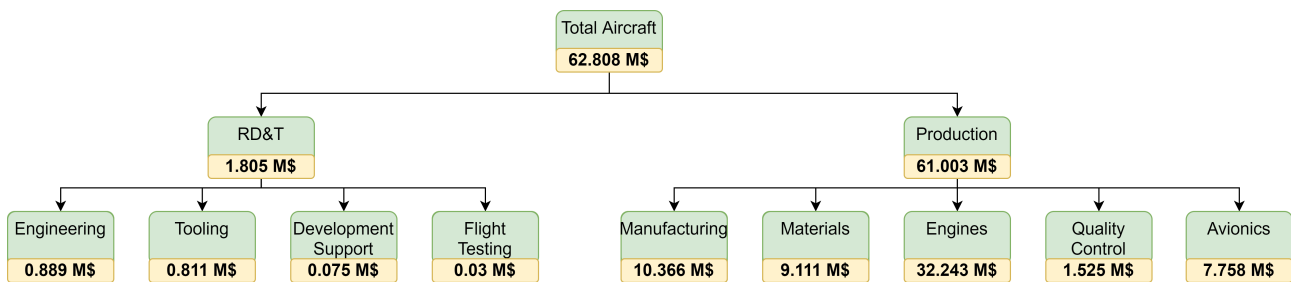 Total Aircraft
62.808 M$
RD&T
1.805 M$
Production
61.003 M$
Engineering
0.889 M$
Tooling
0.811 M$
Development
Support
0.075 M$
Flight
Testing
0.03 M$
Manufacturing
10.366 M$
Materials
9.111 M$
Engines
32.243 M$
Quality
Control
1.525 M$
Avionics
7.758 M$